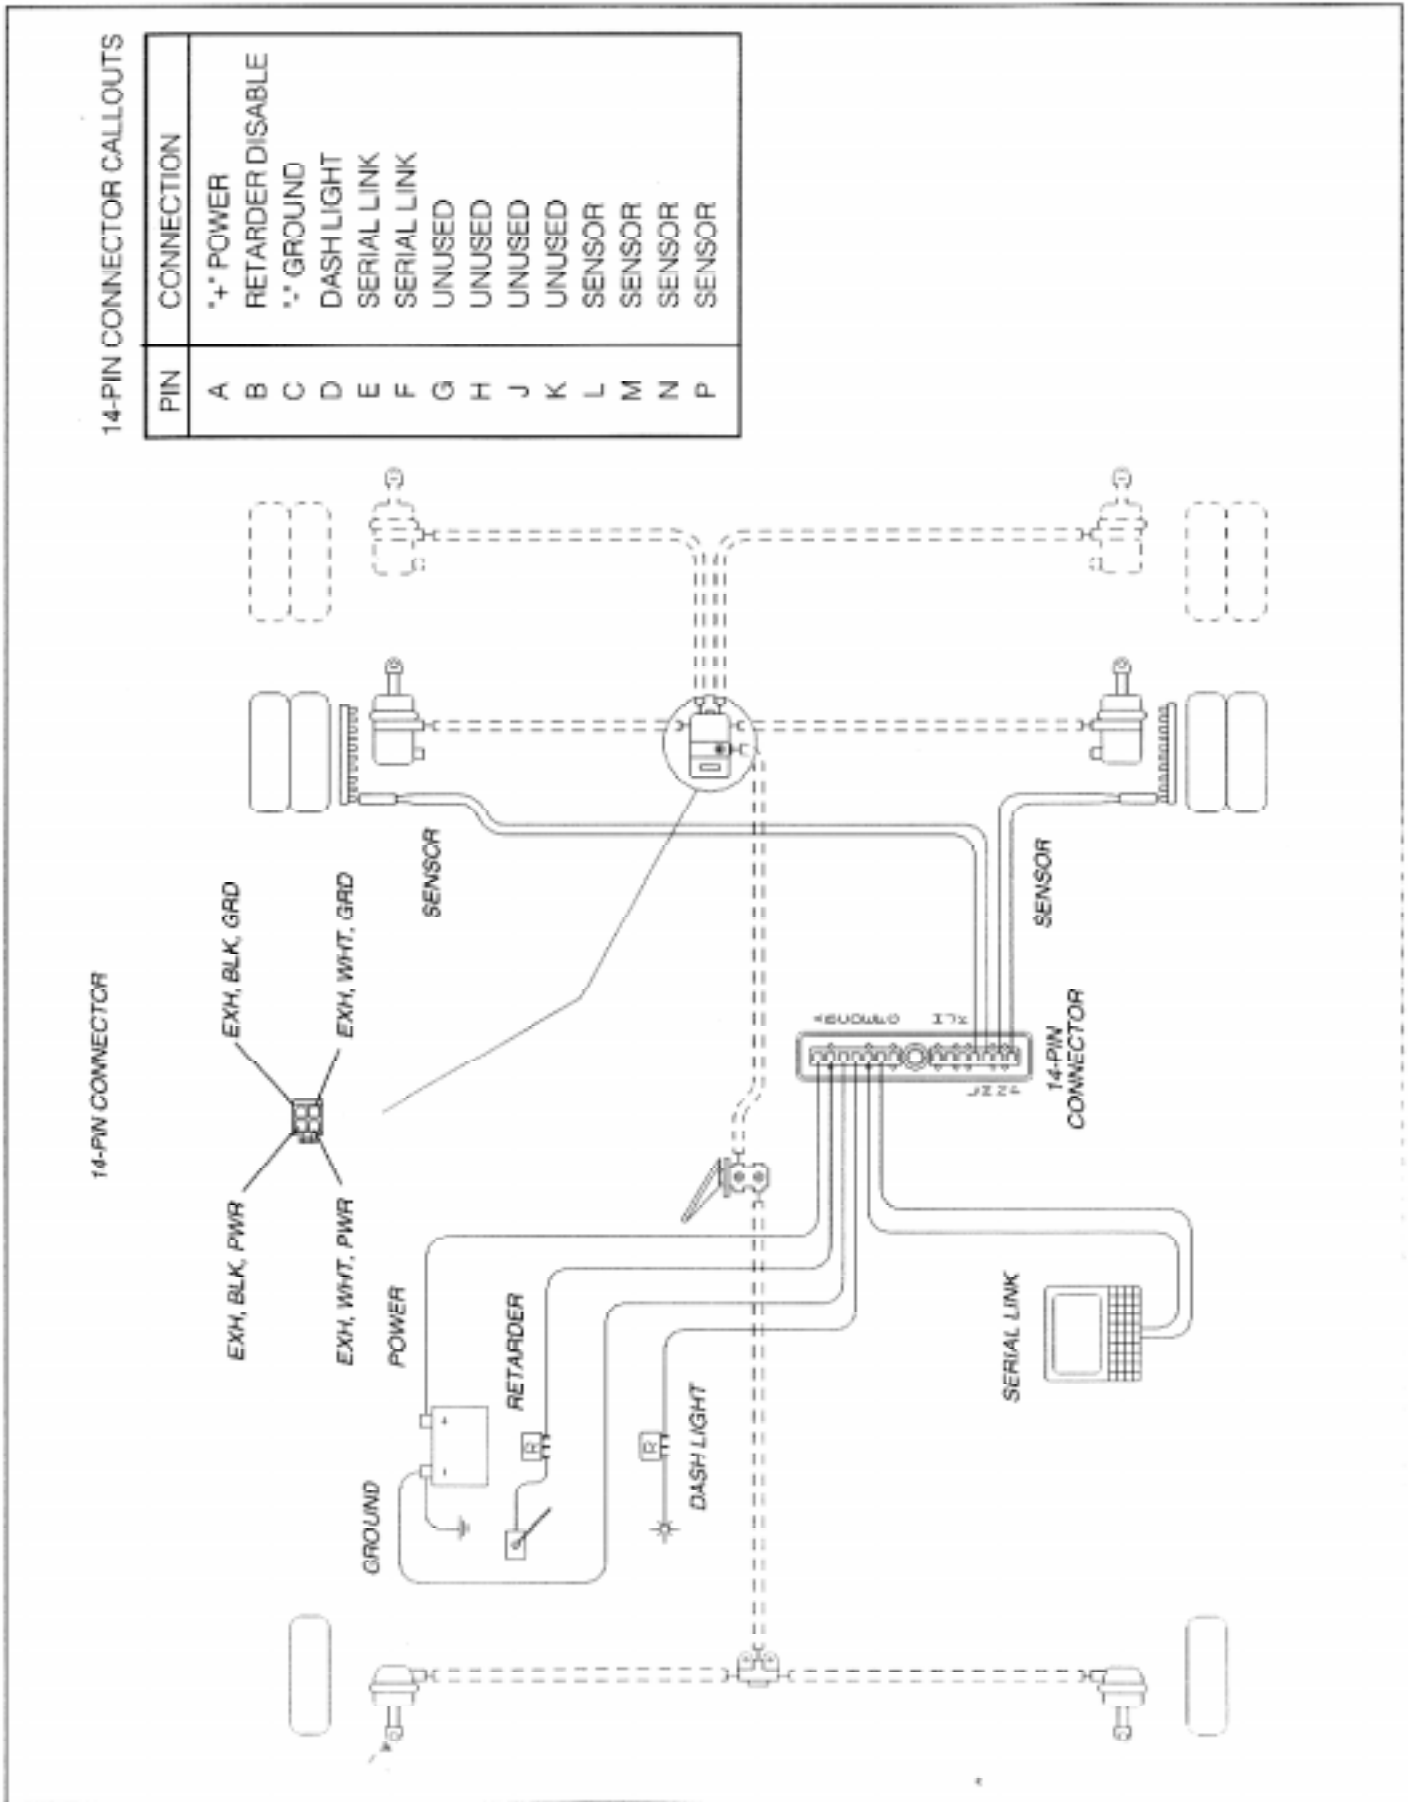 14-PIN CONNECTOR CALLOUTS
PIN CONNECTION
A "+" POWER
B RETARDER DISABLE
C "-" GROUND
D DASH LIGHT
E SERIAL LINK
F SERIAL LINK
G UNUSED
H UNUSED
J UNUSED
K UNUSED
L SENSOR
M SENSOR
N SENSOR
P SENSOR
14-PIN CONNECTOR
EXH, BLK, PWR
EXH, BLK, GRD
EXH, WHT, PWR
EXH, WHT, GRD
GROUND
POWER
- +
SENSOR
RETARDER
R
R
DASH LIGHT
SERIAL LINK
SENSOR
14-PIN
CONNECTOR